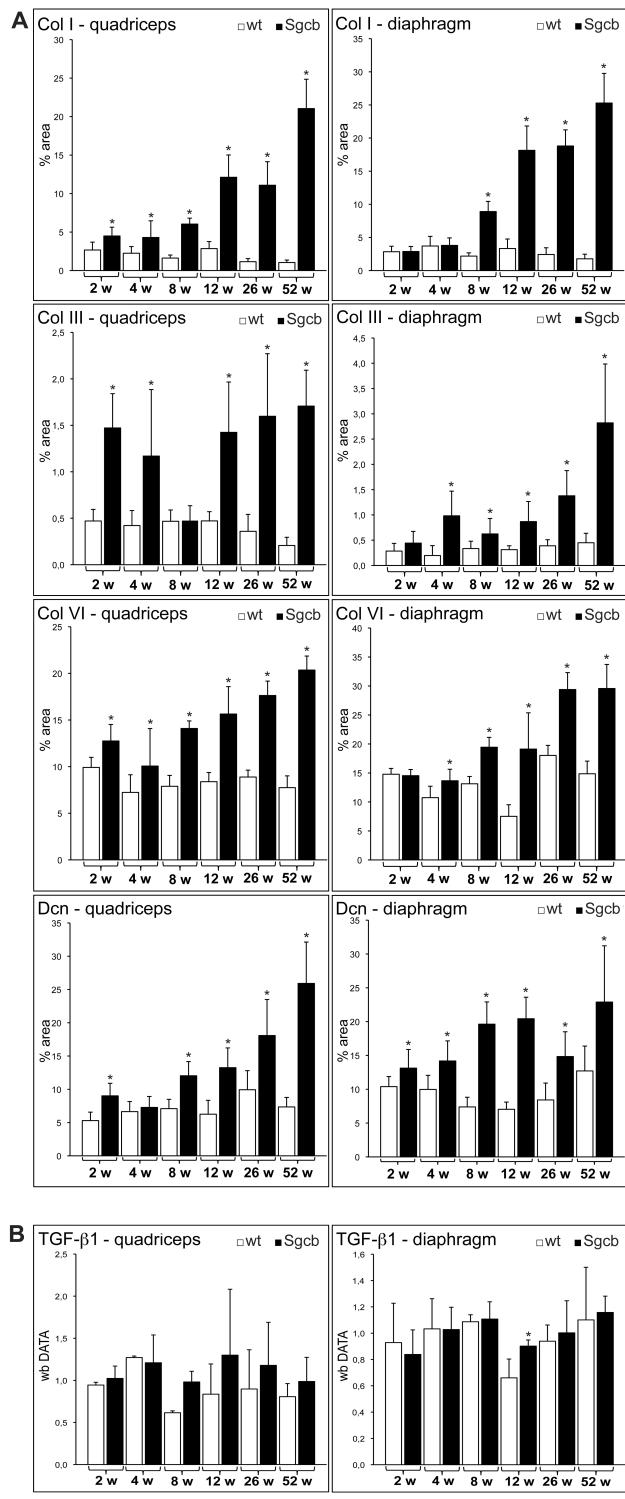 A
Col I - quadriceps □wt ■Sgcb
30
25
20
15
10
5
0
% area
* * * * * *
2 w 4 w 8 w 12 w 26 w 52 w
Col I - diaphragm □wt ■Sgcb
35
30
25
20
15
10
5
0
% area
* * * *
2 w 4 w 8 w 12 w 26 w 52 w
Col III - quadriceps □wt ■Sgcb
2,5
2,0
1,5
1,0
0,5
0,0
% area
* * * * *
2 w 4 w 8 w 12 w 26 w 52 w
Col III - diaphragm □wt ■Sgcb
4,5
4,0
3,5
3,0
2,5
2,0
1,5
1,0
0,5
0,0
% area
* * * * *
2 w 4 w 8 w 12 w 26 w 52 w
Col VI - quadriceps □wt ■Sgcb
25
20
15
10
5
0
% area
* * * * * *
2 w 4 w 8 w 12 w 26 w 52 w
Col VI - diaphragm □wt ■Sgcb
40
35
30
25
20
15
10
5
0
% area
* * * * *
2 w 4 w 8 w 12 w 26 w 52 w
Dcn - quadriceps □wt ■Sgcb
35
30
25
20
15
10
5
0
% area
* * * * *
2 w 4 w 8 w 12 w 26 w 52 w
Dcn - diaphragm □wt ■Sgcb
35
30
25
20
15
10
5
0
% area
* * * * * *
2 w 4 w 8 w 12 w 26 w 52 w
B
TGF-β1 - quadriceps □wt ■Sgcb
2,5
2,0
1,5
1,0
0,5
0,0
wb DATA
2 w 4 w 8 w 12 w 26 w 52 w
TGF-β1 - diaphragm □wt ■Sgcb
1,6
1,4
1,2
1,0
0,8
0,6
0,4
0,2
0,0
wb DATA
*
2 w 4 w 8 w 12 w 26 w 52 w